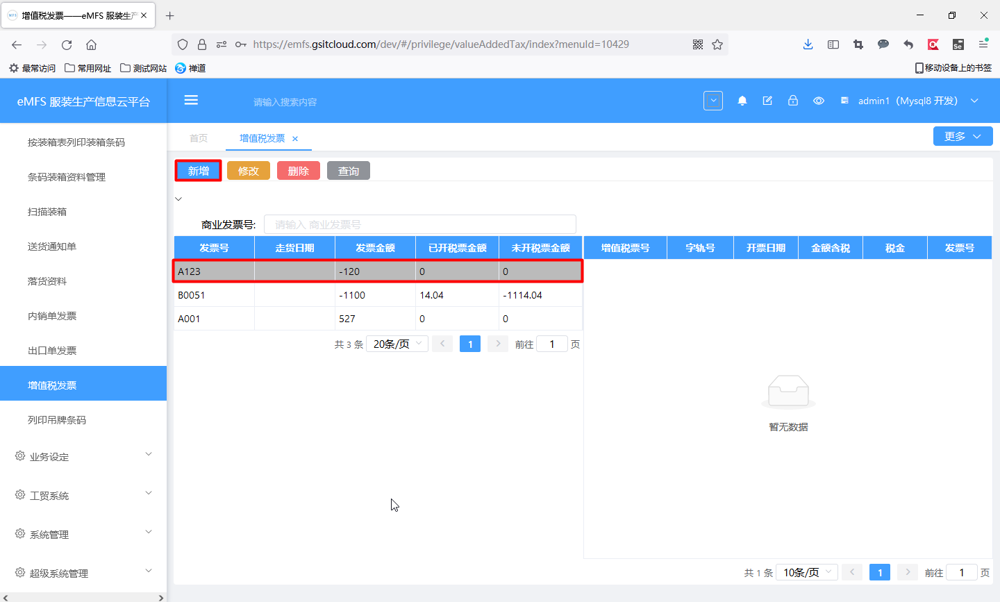 增值税发票——eMFS 服装生产
https://emfs.gsitcloud.com/dev/#/privilege/valueAddedTax/index?menuId=10429
最常访问 常用网址 测试网站 禅道 移动设备上的书签
eMFS 服装生产信息云平台
请输入搜索内容
admin1（Mysql8 开发）
按装箱表列印装箱条码
条码装箱资料管理
扫描装箱
送货通知单
落货资料
内销单发票
出口单发票
增值税发票
列印吊牌条码
业务设定
工贸系统
系统管理
超级系统管理
首页 增值税发票 更多
新增 修改 删除 查询
商业发票号: 请输入 商业发票号
发票号 走货日期 发票金额 已开税票金额 未开税票金额
A123 -120 0 0
B0051 -1100 14.04 -1114.04
A001 527 0 0
共 3 条 20条/页 1 前往 1 页
增值税票号 字轨号 开票日期 金额含税 税金 发票号
暂无数据
共 1 条 10条/页 1 前往 1 页